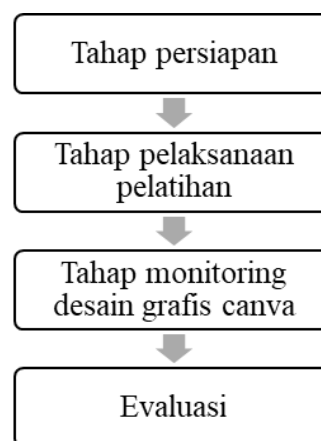 Tahap persiapan
Tahap pelaksanaan
pelatihan
Tahap monitoring
desain grafis canva
Evaluasi